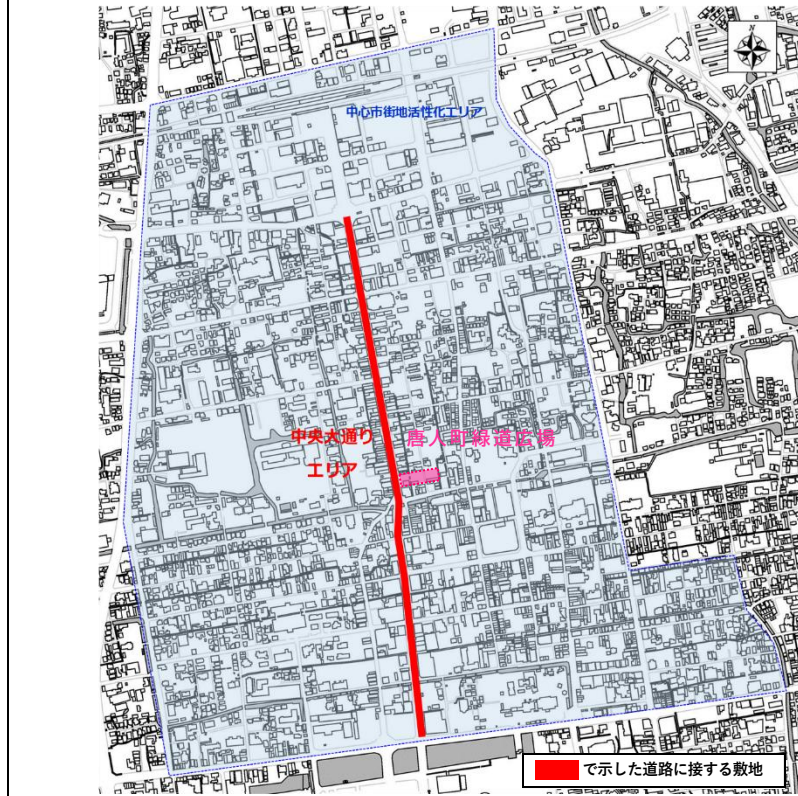 N
中心市街地活性化エリア
中央大通り
エリア
唐人町緑道広場
で示した道路に接する敷地